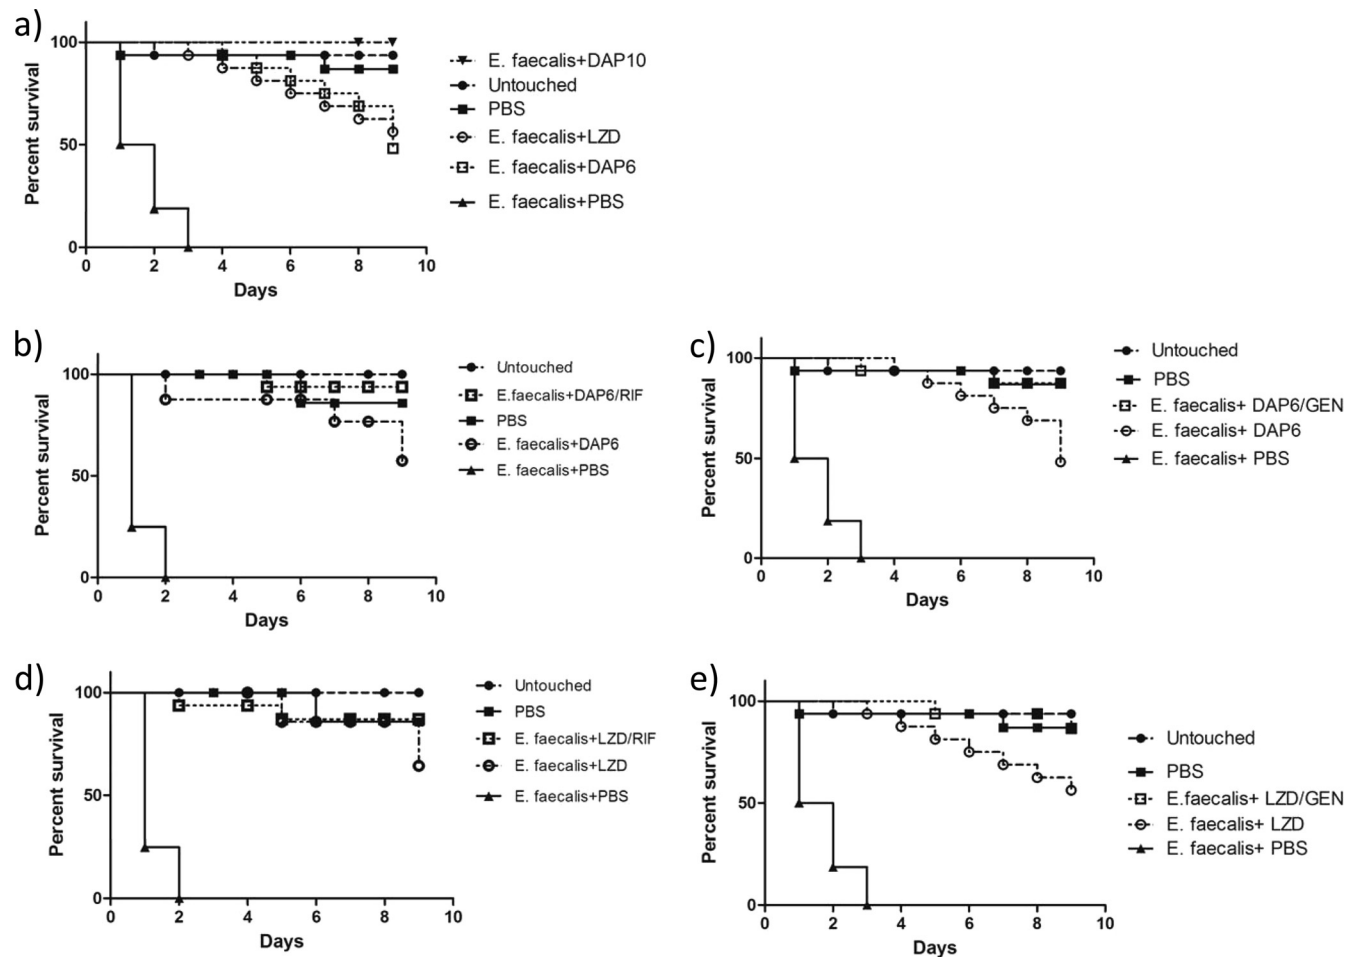 a)
Percent survival
100
50
0
0 2 4 6 8 10
Days
E. faecalis+DAP10
Untouched
PBS
E. faecalis+LZD
E. faecalis+DAP6
E. faecalis+PBS
b)
Percent survival
100
50
0
0 2 4 6 8 10
Days
Untouched
E.faecalis+DAP6/RIF
PBS
E. faecalis+DAP6
E. faecalis+PBS
c)
Percent survival
100
50
0
0 2 4 6 8 10
Days
Untouched
PBS
E. faecalis+ DAP6/GEN
E. faecalis+ DAP6
E. faecalis+ PBS
d)
Percent survival
100
50
0
0 2 4 6 8 10
Days
Untouched
PBS
E. faecalis+LZD/RIF
E. faecalis+LZD
E. faecalis+PBS
e)
Percent survival
100
50
0
0 2 4 6 8 10
Days
Untouched
PBS
E.faecalis+ LZD/GEN
E. faecalis+ LZD
E. faecalis+ PBS